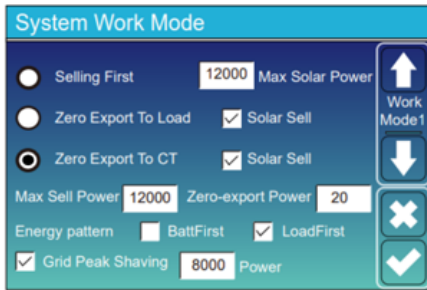 System Work Mode
Selling First 12000 Max Solar Power
Work
Mode1
Zero Export To Load Solar Sell
Zero Export To CT Solar Sell
Max Sell Power 12000 Zero-export Power 20
Energy pattern BattFirst LoadFirst
Grid Peak Shaving 8000 Power